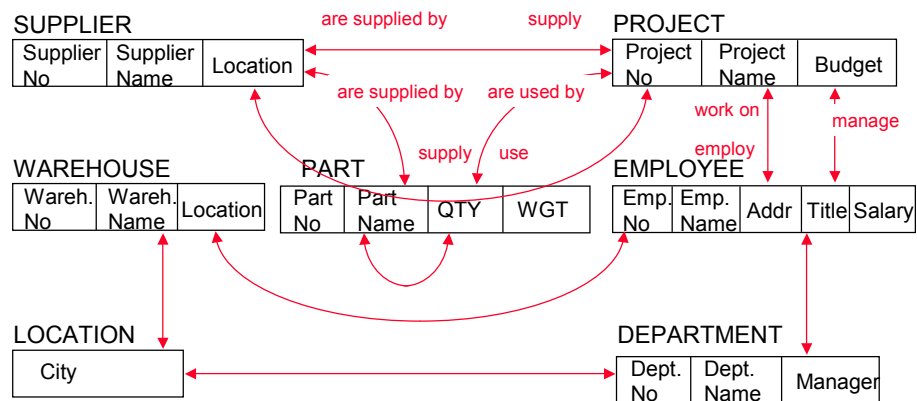 SUPPLIER
are supplied by
supply
PROJECT
Supplier No
Supplier Name
Location
Project No
Project Name
Budget
are supplied by
are used by
work on
manage
supply
use
employ
WAREHOUSE
PART
EMPLOYEE
Wareh. No
Wareh. Name
Location
Part No
Part Name
QTY
WGT
Emp. No
Emp. Name
Addr
Title
Salary
LOCATION
DEPARTMENT
City
Dept. No
Dept. Name
Manager